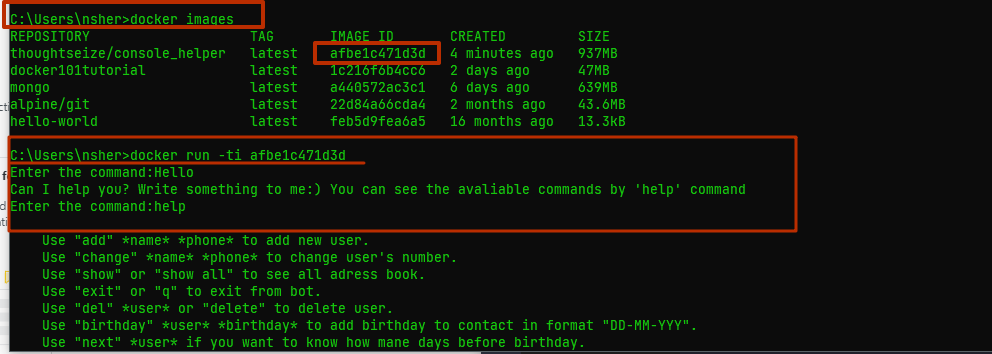 C:\Users\nsher>docker images
REPOSITORY TAG IMAGE ID CREATED SIZE
thoughtseize/console_helper latest afbe1c471d3d 4 minutes ago 937MB
docker101tutorial latest 1c216f6b4cc6 2 days ago 47MB
mongo latest a440572ac3c1 6 days ago 639MB
alpine/git latest 22d84a66cda4 2 months ago 43.6MB
hello-world latest feb5d9fea6a5 16 months ago 13.3kB
C:\Users\nsher>docker run -ti afbe1c471d3d
Enter the command:Hello
Can I help you? Write something to me:) You can see the avaliable commands by 'help' command
Enter the command:help
Use "add" *name* *phone* to add new user.
Use "change" *name* *phone* to change user's number.
Use "show" or "show all" to see all adress book.
Use "exit" or "q" to exit from bot.
Use "del" *user* or "delete" to delete user.
Use "birthday" *user* *birthday* to add birthday to contact in format "DD-MM-YYY".
Use "next" *user* if you want to know how mane days before birthday.